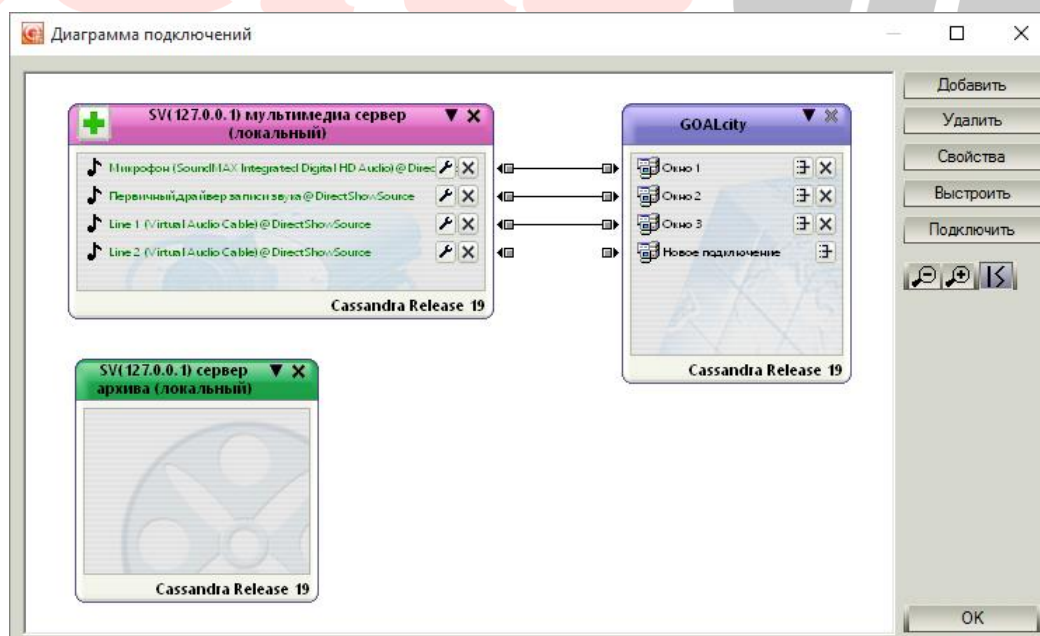 Диаграмма подключений
SV(127.0.0.1) мультимедиа сервер
(локальный)
Микрофон (SoundMAX Integrated Digital HD Audio)@Direc
Первичный драйвер записи звука@DirectShowSource
Line 1 (Virtual Audio Cable)@DirectShowSource
Line 2 (Virtual Audio Cable)@DirectShowSource
Cassandra Release 19
GOALcity
Окно 1
Окно 2
Окно 3
Новое подключение
Cassandra Release 19
SV(127.0.0.1) сервер
архива (локальный)
Cassandra Release 19
Добавить
Удалить
Свойства
Выстроить
Подключить
OK